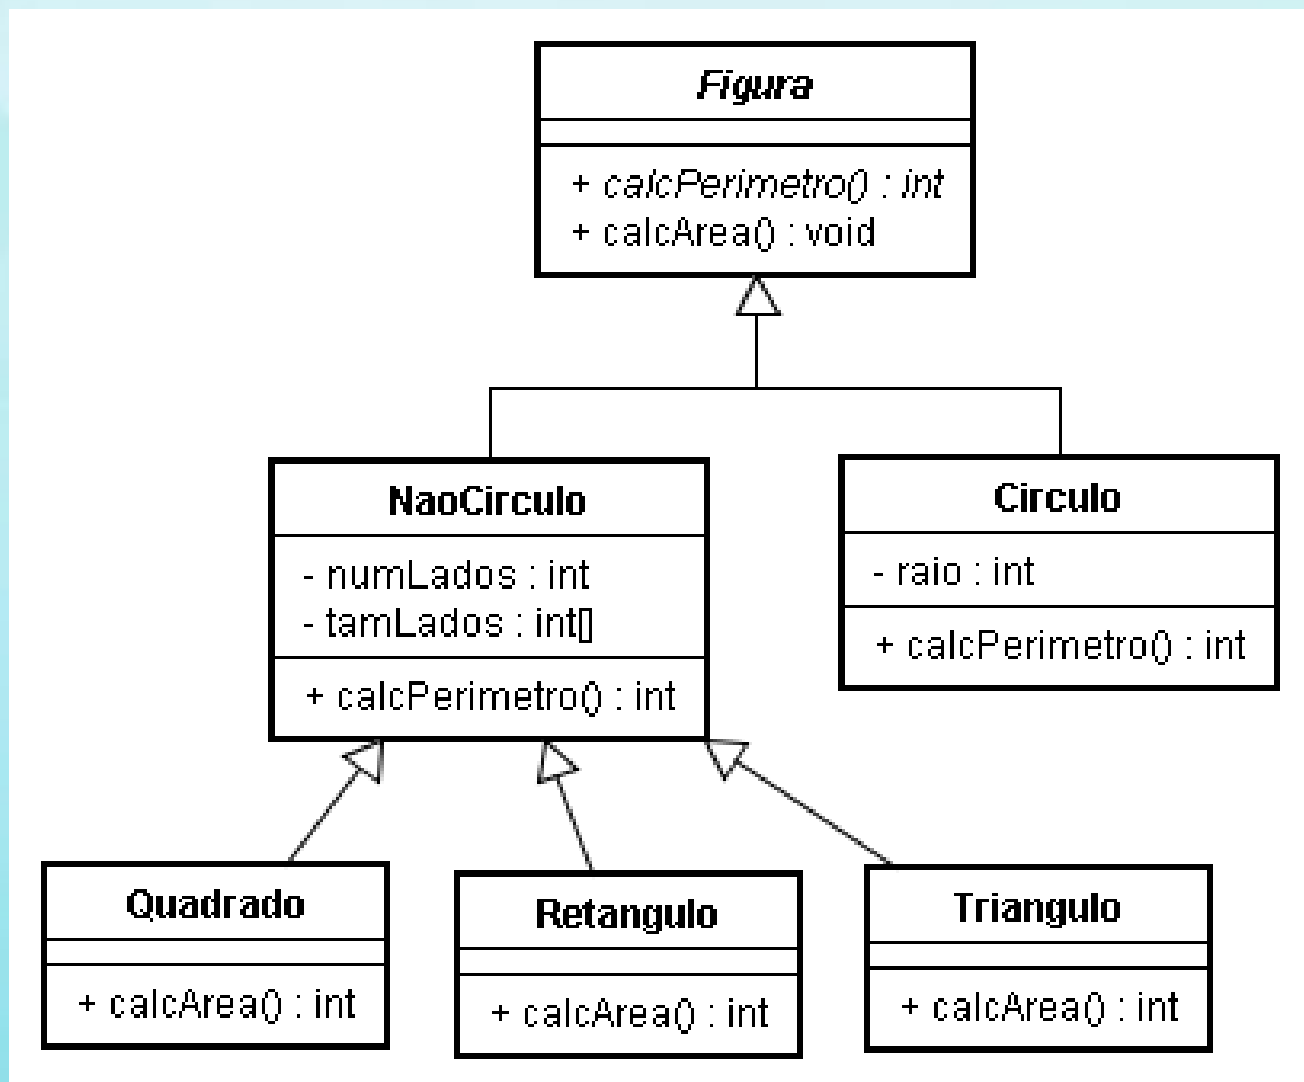 Figura
+ calcPerimetro() : int
+ calcArea() : void
NaoCirculo
- numLados : int
- tamLados : int[]
+ calcPerimetro() : int
Circulo
- raio : int
+ calcPerimetro() : int
Quadrado
+ calcArea() : int
Retangulo
+ calcArea() : int
Triangulo
+ calcArea() : int